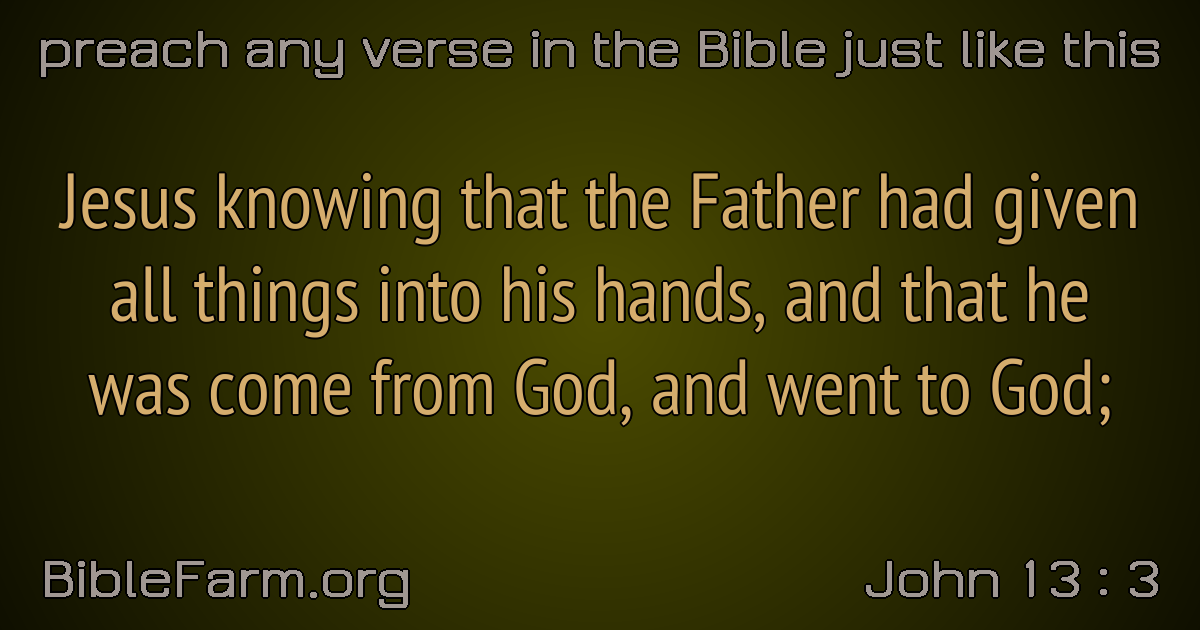 preach any verse in the Bible just like this
Jesus knowing that the Father had given
all things into his hands, and that he
was come from God, and went to God;
BibleFarm.org
John 13 : 3